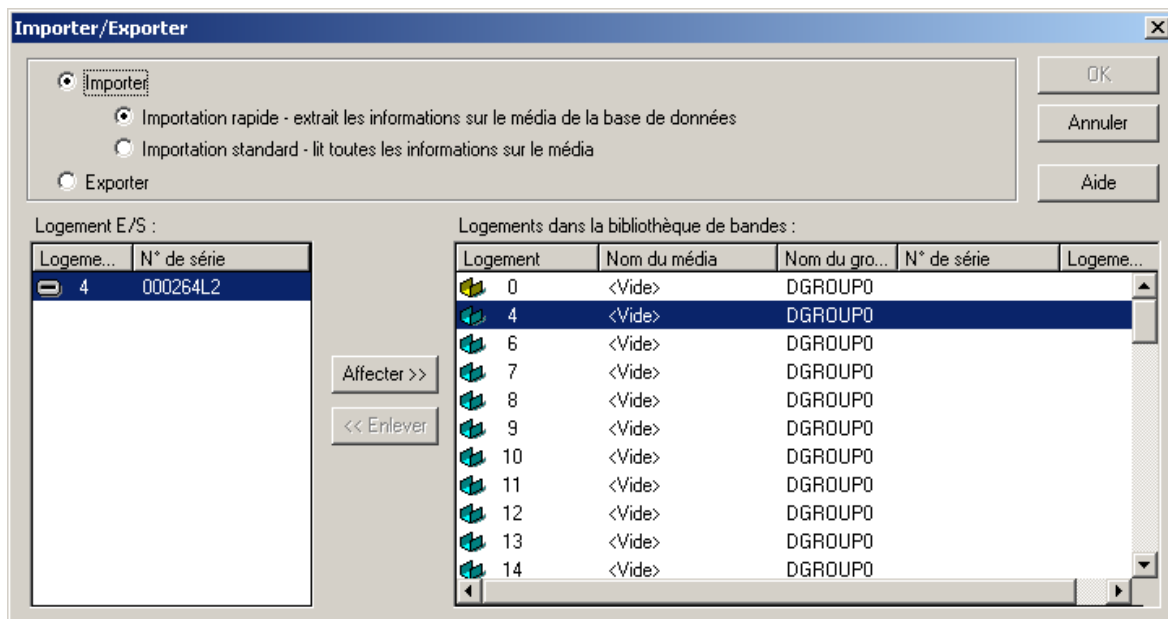 Importer/Exporter
Importer
OK
Importation rapide - extrait les informations sur le média de la base de données
Annuler
Importation standard - lit toutes les informations sur le média
Exporter
Aide
Logement E/S :
Logements dans la bibliothèque de bandes :
Logeme... N° de série
Logement Nom du média Nom du gro... N° de série Logeme...
4 000264L2
0 <Vide> DGROUP0
4 <Vide> DGROUP0
6 <Vide> DGROUP0
7 <Vide> DGROUP0
8 <Vide> DGROUP0
9 <Vide> DGROUP0
10 <Vide> DGROUP0
11 <Vide> DGROUP0
12 <Vide> DGROUP0
13 <Vide> DGROUP0
14 <Vide> DGROUP0
Affecter >>
<< Enlever